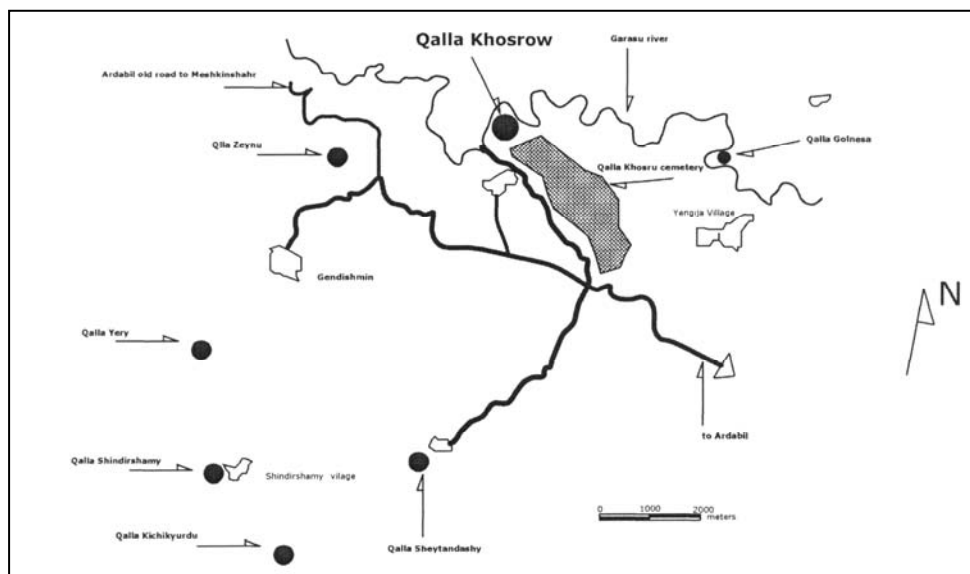 Qalla Khosrow
Garasu river
Ardabil old road to Meshkinshahr
Qlla Zeynu
Qalla Golnesa
Qalla Khosru cemetery
Yengija Village
Gendishmin
N
Qalla Yery
to Ardabil
Qalla Shindirshamy
Shindirshamy vilage
Qalla Sheytandashy
Qalla Kichikyurdu
0 1000 2000
meters